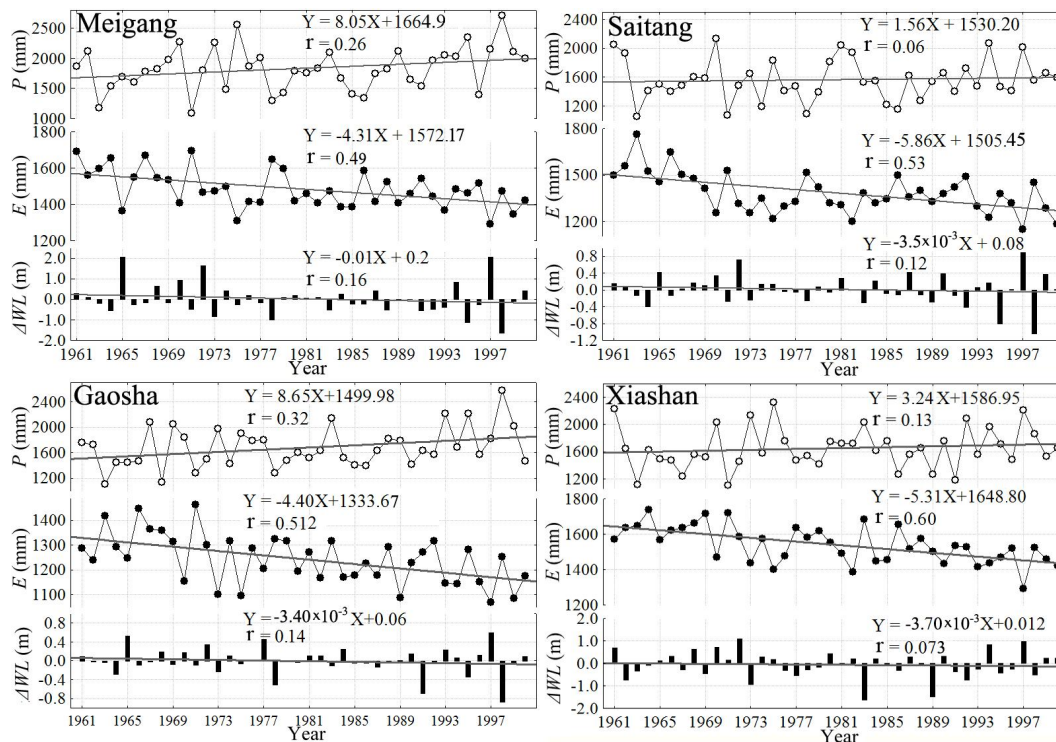 Meigang
Y = 8.05X+1664.9
r = 0.26
P (mm)
2500
2000
1500
1000
Y = -4.31X + 1572.17
r = 0.49
E (mm)
1800
1600
1400
1200
Y = -0.01X + 0.2
r = 0.16
ΔWL (m)
2.0
1.0
0.0
-1.0
-2.0
1961 1965 1969 1973 1977 1981 1985 1989 1993 1997
Year
Saitang
Y = 1.56X + 1530.20
r = 0.06
P (mm)
2400
2000
1600
1200
Y = -5.86X + 1505.45
r = 0.53
E (mm)
1800
1500
1200
Y = -3.5×10⁻³X + 0.08
r = 0.12
ΔWL (m)
0.8
0.4
0.0
-0.4
-0.8
-1.2
1961 1965 1969 1973 1977 1981 1985 1989 1993 1997
Year
Gaosha
Y = 8.65X+1499.98
r = 0.32
P (mm)
2400
2000
1600
1200
Y = -4.40X+1333.67
r = 0.512
E (mm)
1400
1300
1200
1100
Y = -3.40×10⁻³X+0.06
r = 0.14
ΔWL (m)
0.8
0.4
0.0
-0.4
-0.8
1961 1965 1969 1973 1977 1981 1985 1989 1993 1997
Year
Xiashan
Y = 3.24 X+1586.95
r = 0.13
P (mm)
2400
2000
1600
1200
Y = -5.31X+1648.80
r = 0.60
E (mm)
1800
1600
1400
1200
Y = -3.70×10⁻³X+0.012
r = 0.073
ΔWL (m)
2.0
1.0
0.0
-1.0
-2.0
1961 1965 1969 1973 1977 1981 1985 1989 1993 1997
Year